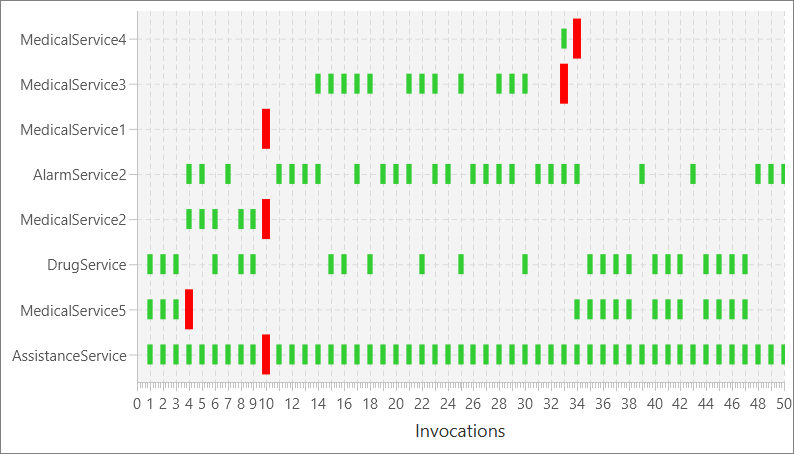 MedicalService4
MedicalService3
MedicalService1
AlarmService2
MedicalService2
DrugService
MedicalService5
AssistanceService
0 1 2 3 4 5 6 7 8 9 10 12 14 16 18 20 22 24 26 28 30 32 34 36 38 40 42 44 46 48 50
Invocations